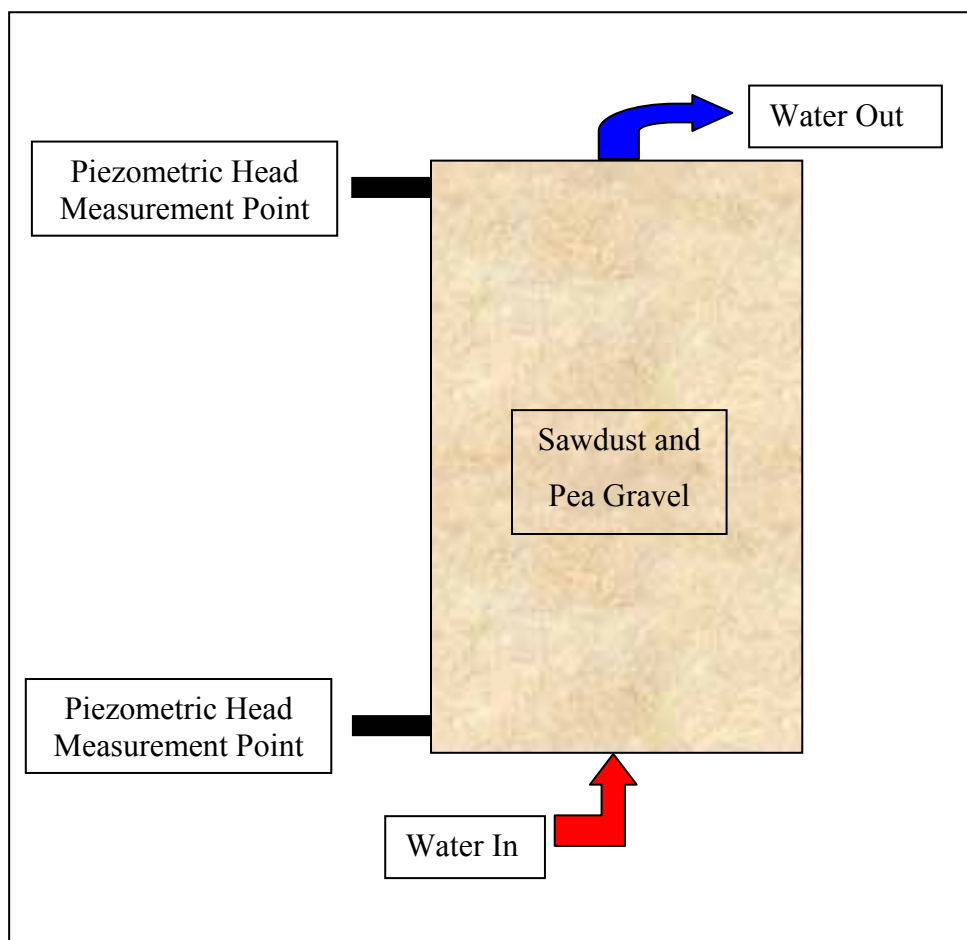 Water Out
Piezometric Head
Measurement Point
Sawdust and
Pea Gravel
Piezometric Head
Measurement Point
Water In